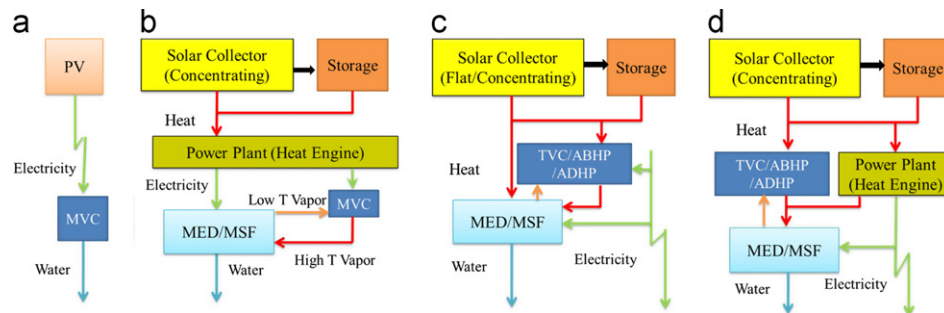 a
PV
Electricity
MVC
Water
b
Solar Collector
(Concentrating)
Storage
Heat
Power Plant (Heat Engine)
Electricity
Low T Vapor
MVC
MED/MSF
High T Vapor
Water
c
Solar Collector
(Flat/Concentrating)
Storage
Heat
TVC/ABHP
/ADHP
MED/MSF
Water
Electricity
d
Solar Collector
(Concentrating)
Storage
Heat
TVC/ABHP/
/ADHP
Power Plant
(Heat Engine)
MED/MSF
Electricity
Water